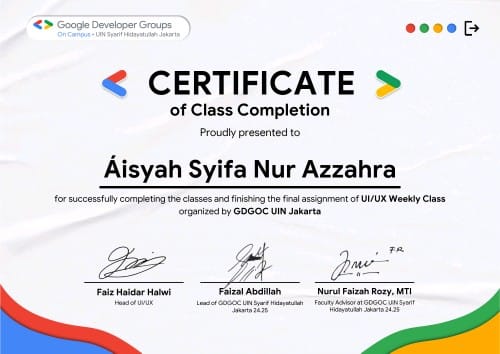 Google Developer Groups
On Campus • UIN Syarif Hidayatullah Jakarta
CERTIFICATE
of Class Completion
Proudly presented to
Áisyah Syifa Nur Azzahra
for successfully completing the classes and finishing the final assignment of UI/UX Weekly Class
organized by GDGOC UIN Jakarta
Faiz Haidar Halwi
Head of UI/UX
Faizal Abdillah
Lead of GDGOC UIN Syarif Hidayatullah
Jakarta 24.25
Nurul Faizah Rozy, MTI
Faculty Advisor at GDGOC UIN Syarif
Hidayatullah Jakarta 24.25